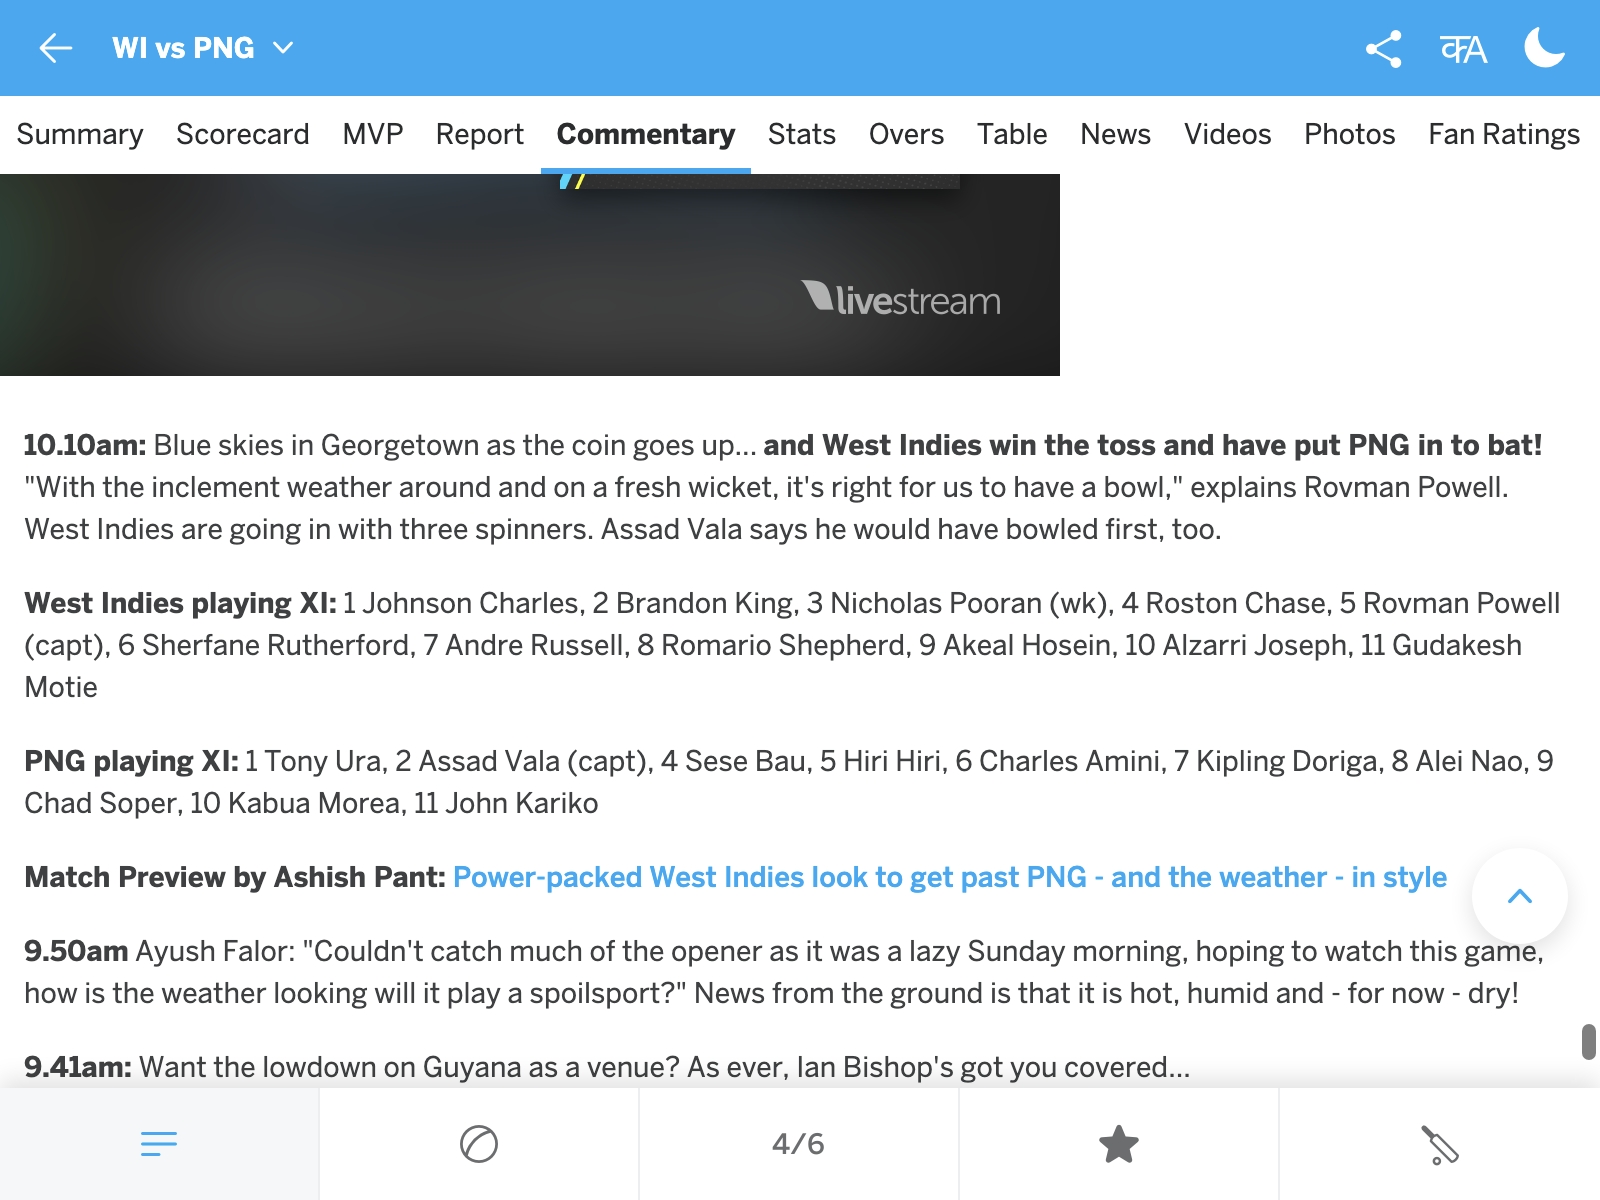 WI vs PNG
क A
Summary Scorecard MVP Report Commentary Stats Overs Table News Videos Photos Fan Ratings
livestream
10.10am: Blue skies in Georgetown as the coin goes up... and West Indies win the toss and have put PNG in to bat!
"With the inclement weather around and on a fresh wicket, it's right for us to have a bowl," explains Rovman Powell.
West Indies are going in with three spinners. Assad Vala says he would have bowled first, too.
West Indies playing XI: 1 Johnson Charles, 2 Brandon King, 3 Nicholas Pooran (wk), 4 Roston Chase, 5 Rovman Powell
(capt), 6 Sherfane Rutherford, 7 Andre Russell, 8 Romario Shepherd, 9 Akeal Hosein, 10 Alzarri Joseph, 11 Gudakesh
Motie
PNG playing XI: 1 Tony Ura, 2 Assad Vala (capt), 4 Sese Bau, 5 Hiri Hiri, 6 Charles Amini, 7 Kipling Doriga, 8 Alei Nao, 9
Chad Soper, 10 Kabua Morea, 11 John Kariko
Match Preview by Ashish Pant: Power-packed West Indies look to get past PNG - and the weather - in style
9.50am Ayush Falor: "Couldn't catch much of the opener as it was a lazy Sunday morning, hoping to watch this game,
how is the weather looking will it play a spoilsport?" News from the ground is that it is hot, humid and - for now - dry!
9.41am: Want the lowdown on Guyana as a venue? As ever, Ian Bishop's got you covered...
4/6